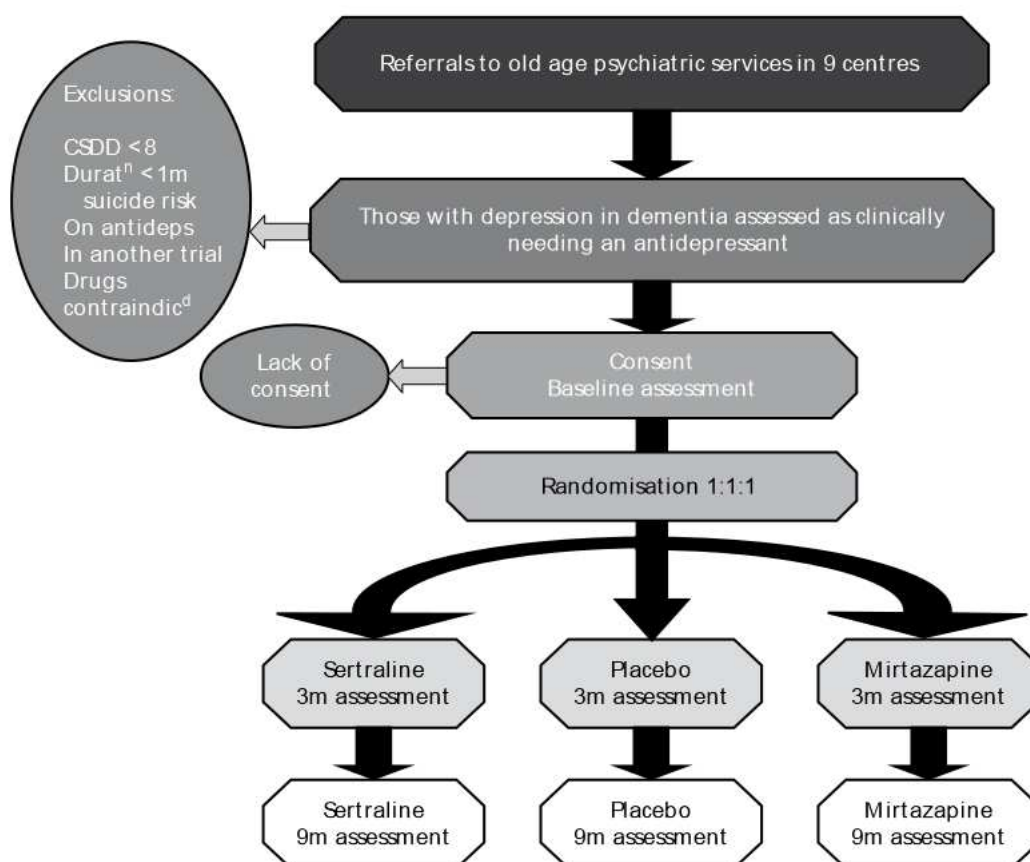 Referrals to old age psychiatric services in 9 centres
Exclusions:
CSDD <8
Duratⁿ <1m
suicide risk
On antideps
In another trial
Drugs
contraindicᵈ
Those with depression in dementia assessed as clinically
needing an antidepressant
Lack of
consent
Consent
Baseline assessment
Randomisation 1:1:1
Sertraline
3m assessment
Placebo
3m assessment
Mirtazapine
3m assessment
Sertraline
9m assessment
Placebo
9m assessment
Mirtazapine
9m assessment